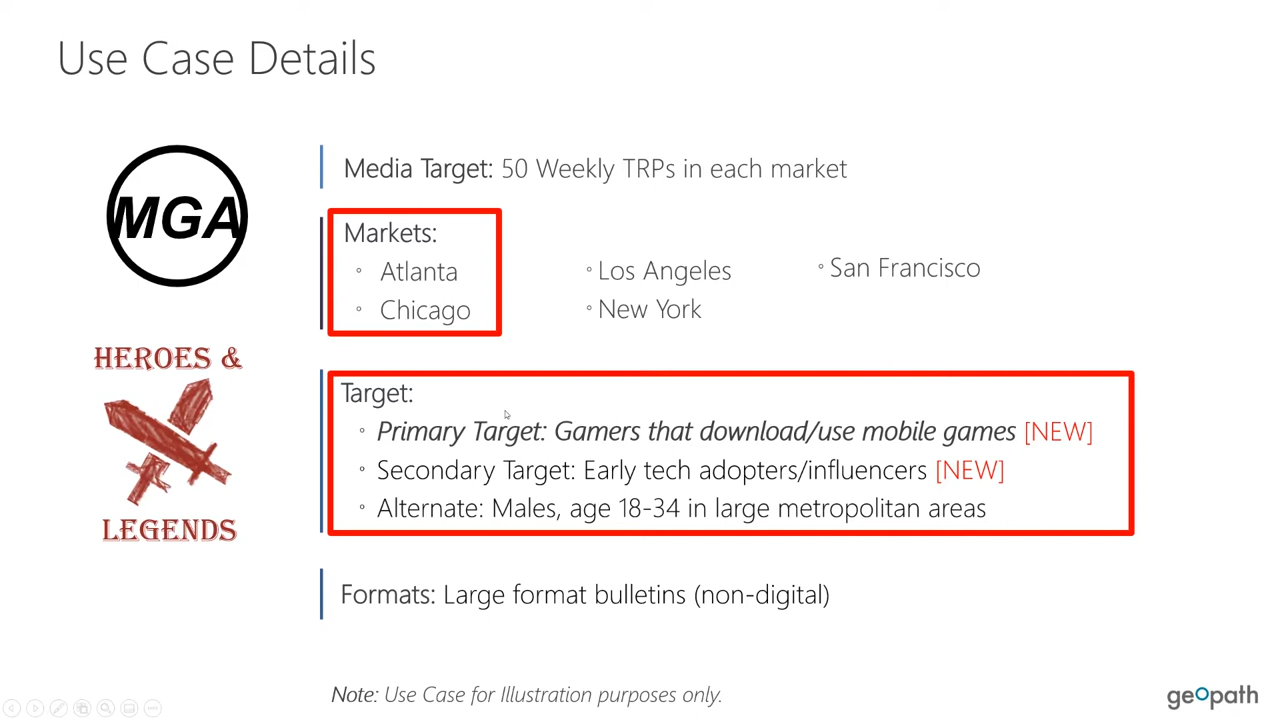 Use Case Details
MGA
Media Target: 50 Weekly TRPs in each market
Markets:
◦ Atlanta
◦ Chicago
◦ Los Angeles
◦ New York
◦ San Francisco
HEROES &
LEGENDS
Target:
◦ Primary Target: Gamers that download/use mobile games [NEW]
◦ Secondary Target: Early tech adopters/influencers [NEW]
◦ Alternate: Males, age 18-34 in large metropolitan areas
Formats: Large format bulletins (non-digital)
Note: Use Case for Illustration purposes only.
geopath